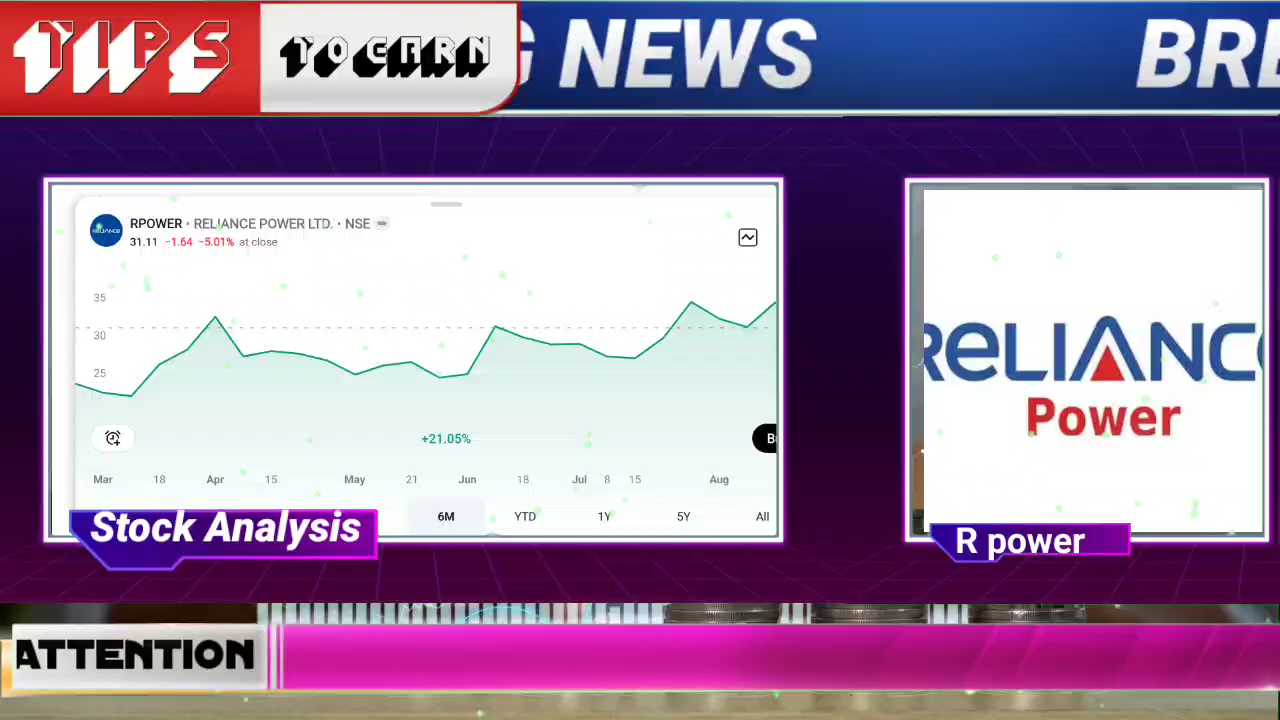 TIPS
TO EARN
G NEWS
BRE
RPOWER • RELIANCE POWER LTD. • NSE
31.11 −1.64 −5.01% at close
35
30
25
+21.05%
Mar 18 Apr 15 May 21 Jun 18 Jul 8 15 Aug
6M YTD 1Y 5Y All
Stock Analysis
RELIANC
Power
R power
ATTENTION